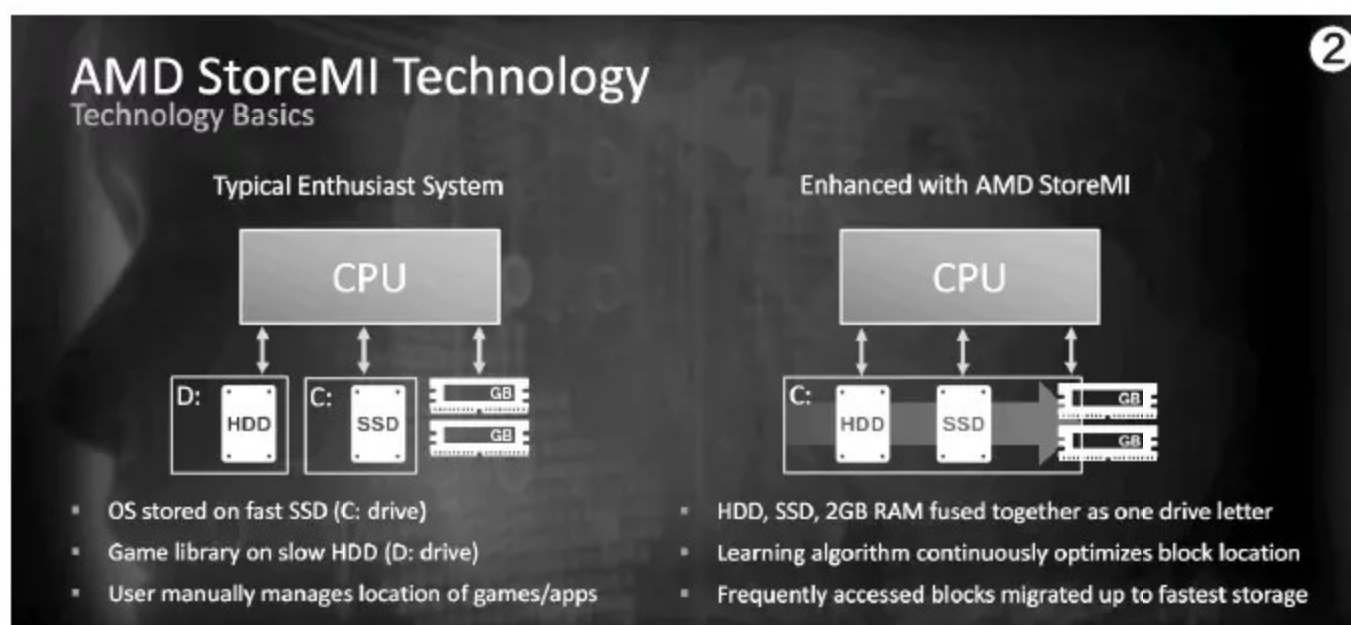 2
AMD StoreMI Technology
Technology Basics
Typical Enthusiast System
CPU
D:
HDD
C:
SSD
GB
GB
▪ OS stored on fast SSD (C: drive)
▪ Game library on slow HDD (D: drive)
▪ User manually manages location of games/apps
Enhanced with AMD StoreMI
CPU
C:
HDD
SSD
GB
GB
▪ HDD, SSD, 2GB RAM fused together as one drive letter
▪ Learning algorithm continuously optimizes block location
▪ Frequently accessed blocks migrated up to fastest storage